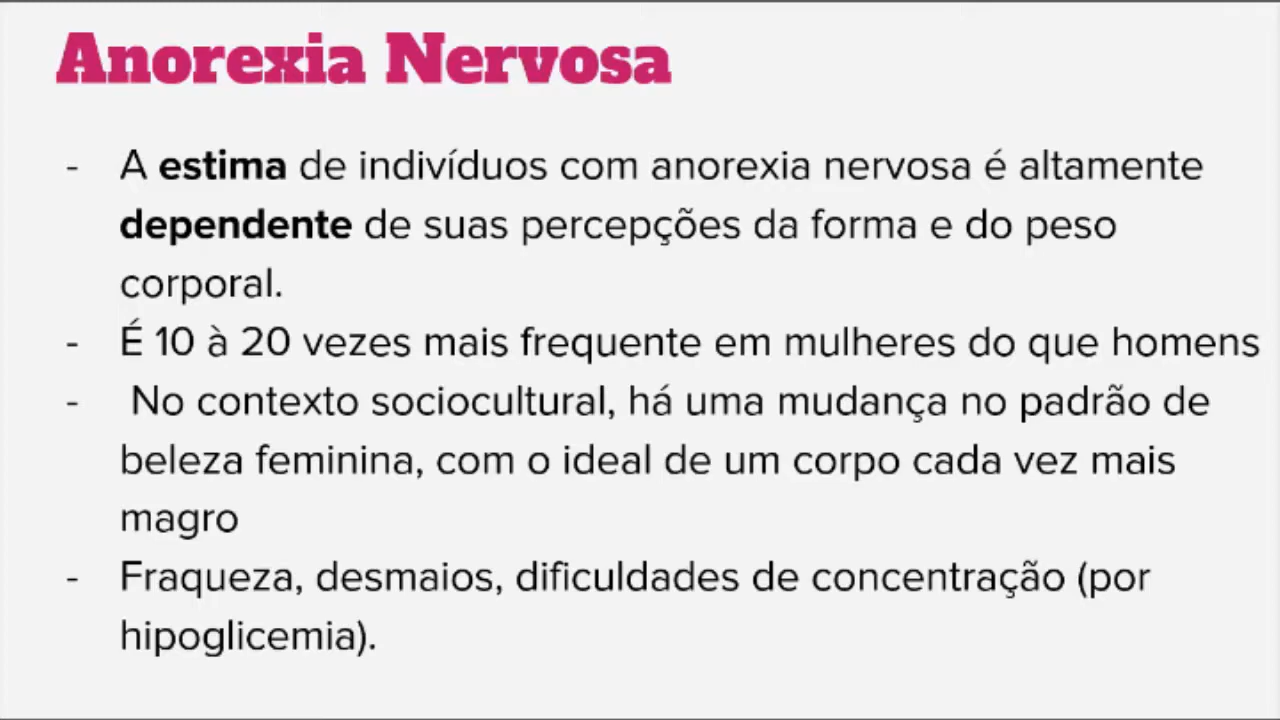 Anorexia Nervosa
- A estima de indivíduos com anorexia nervosa é altamente
dependente de suas percepções da forma e do peso
corporal.
- É 10 à 20 vezes mais frequente em mulheres do que homens
- No contexto sociocultural, há uma mudança no padrão de
beleza feminina, com o ideal de um corpo cada vez mais
magro
- Fraqueza, desmaios, dificuldades de concentração (por
hipoglicemia).